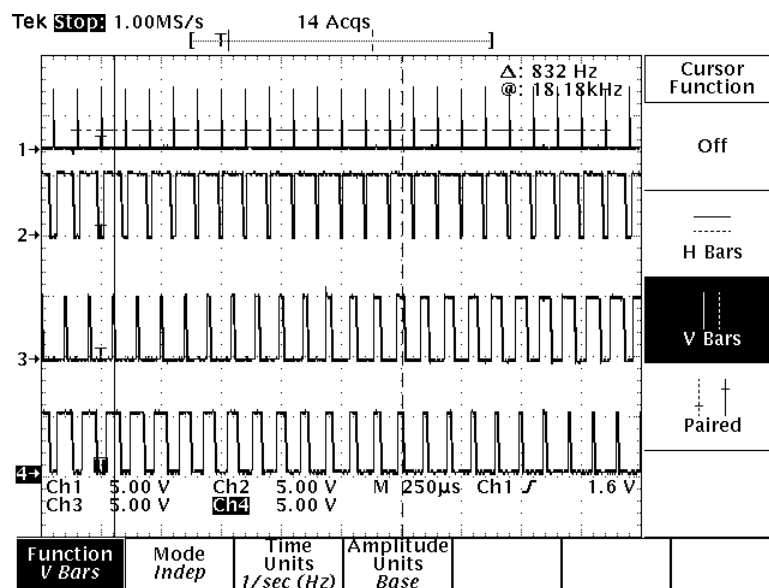 Tek Stop: 1.00MS/s 14 Acqs
[ T ]
Δ: 832 Hz
@: 18.18kHz
Cursor
Function
Off
H Bars
V Bars
Paired
1→
2→
3→
4→
T
T
T
T
Ch1 5.00 V Ch2 5.00 V M 250µs Ch1 1.6 V
Ch3 5.00 V Ch4 5.00 V
Function
V Bars
Mode
Indep
Time
Units
1/sec (Hz)
Amplitude
Units
Base